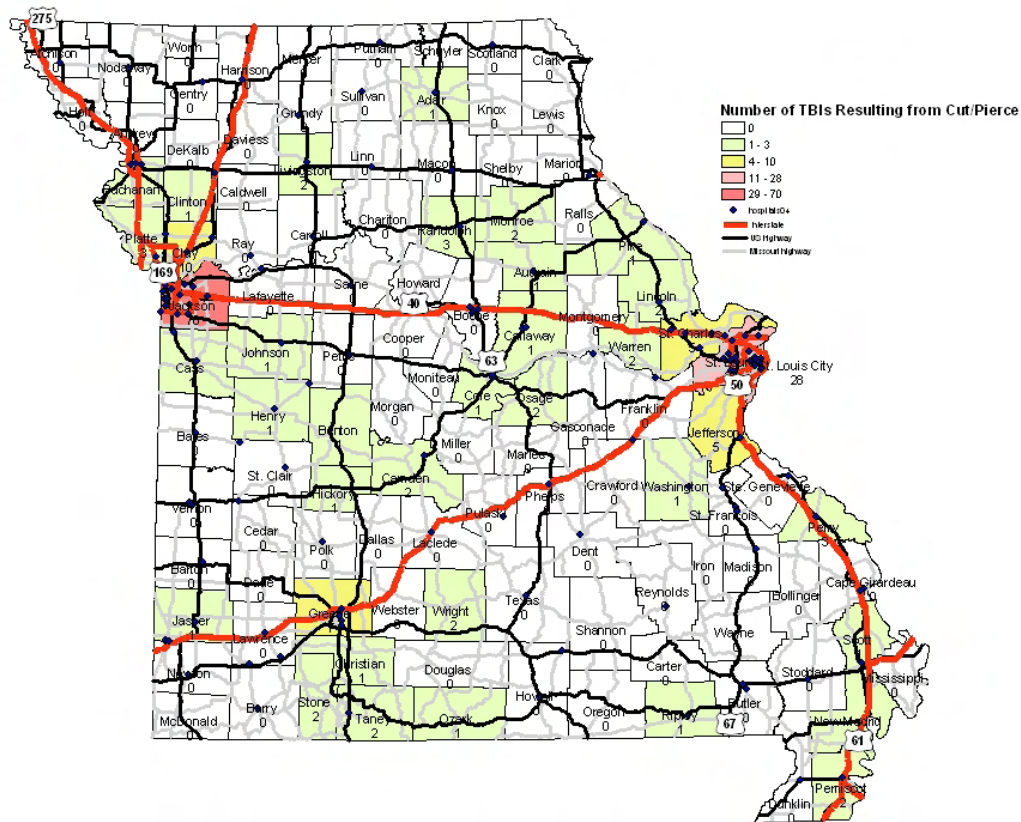 275
Worth
0
Putnam
0
Schuyler
0
Scotland
0
Clark
0
Nodaway
Harrison
Mercer
Gentry
0
Sullivan
0
Adair
1
Knox
0
Lewis
0
Grundy
Daviess
0
DeKalb
0
Linn
Macon
Shelby
0
Marion
Livingston
2
Buchanan
1
Clinton
1
Caldwell
0
Chariton
0
Randolph
3
Monroe
2
Ralls
0
Pike
1
Platte
3
Clay
10
Ray
0
Carroll
Audrain
1
169
Jackson
70
Lafayette
0
Saline
0
Howard
40
Boone
Callaway
1
Montgomery
0
Lincoln
Warren
2
St. Charles
St. Louis City
28
50
Cass
1
Johnson
1
Pettis
Cooper
0
63
Moniteau
0
Cole
1
Osage
2
Gasconade
0
Franklin
0
Jefferson
5
Henry
1
Benton
Morgan
0
Miller
0
Maries
Bates
0
St. Clair
0
Camden
2
Phelps
Crawford
0
Washington
1
Ste. Genevieve
0
St. Francois
0
Perry
3
Vernon
0
Hickory
1
Pulaski
0
Cedar
0
Polk
0
Dallas
0
Laclede
0
Dent
0
Iron
0
Madison
0
Cape Girardeau
0
Bollinger
0
Barton
0
Dade
0
Greene
Webster
Wright
2
Texas
0
Reynolds
Shannon
0
Wayne
0
Scott
Jasper
1
Lawrence
0
Newton
0
Christian
1
Douglas
0
Carter
0
Stoddard
0
Mississippi
0
McDonald
0
Barry
0
Stone
2
Taney
2
Ozark
1
Howell
Oregon
0
Ripley
1
Butler
0
67
New Madrid
61
Pemiscot
2
Dunklin
0
Number of TBIs Resulting from Cut/Pierce
0
1 - 3
4 - 10
11 - 28
29 - 70
hospitals04
Interstate
US Highway
Missouri highway